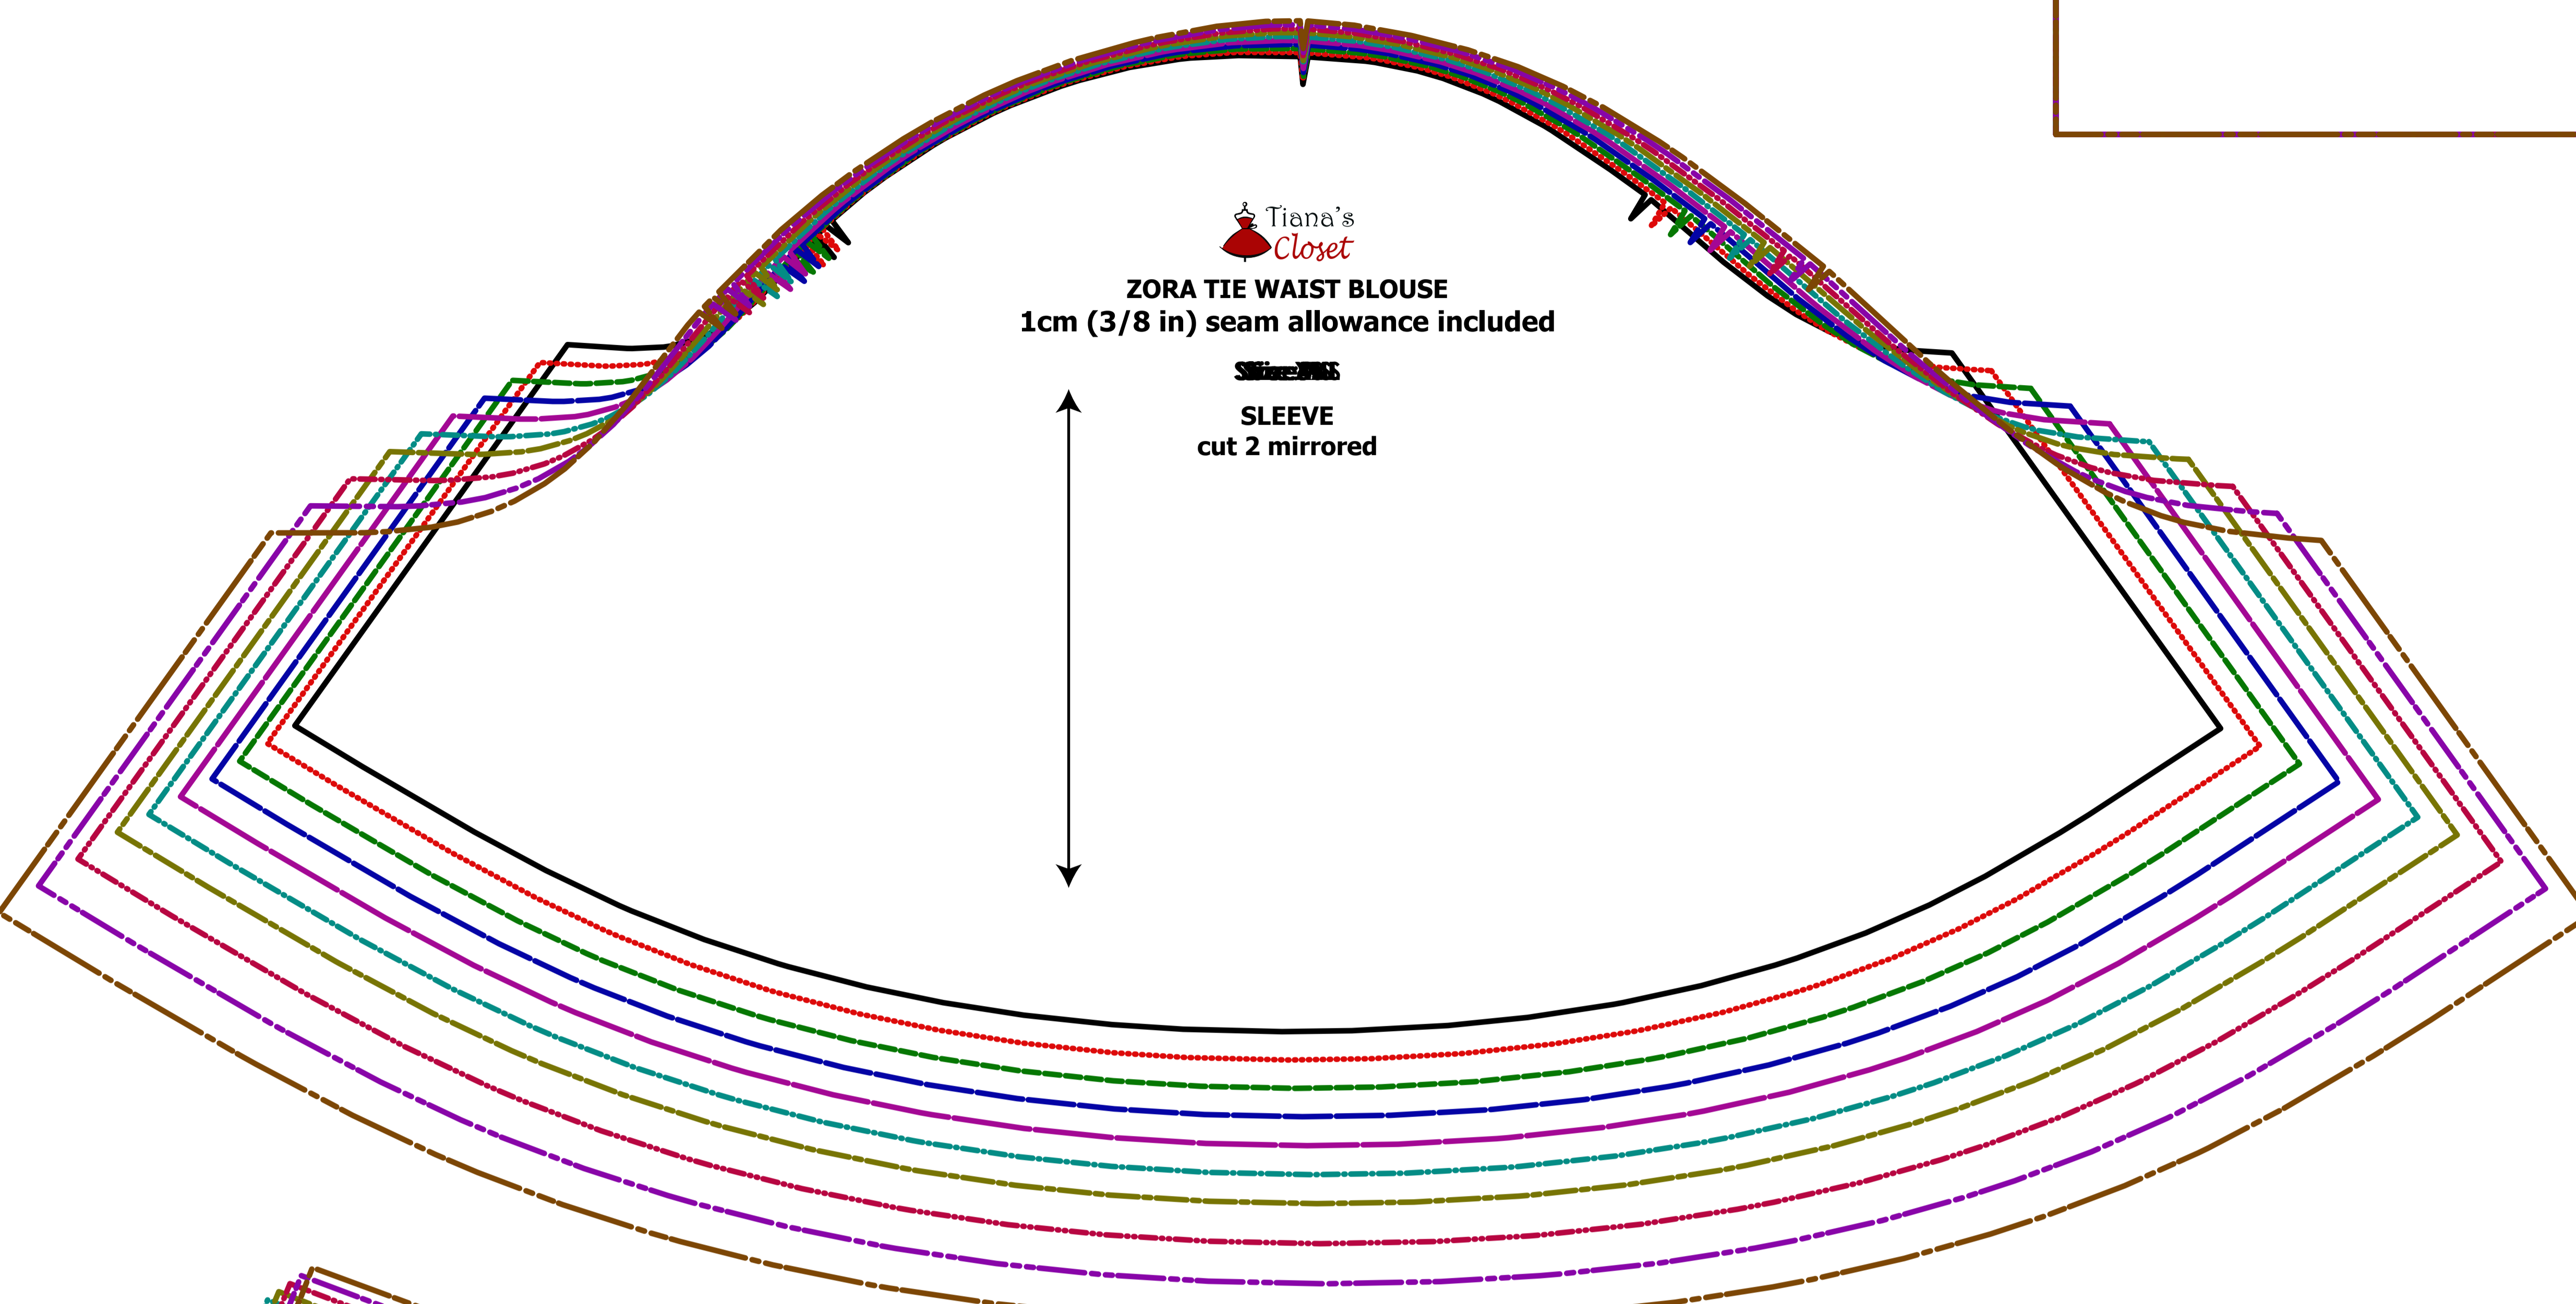 Tiana's
Closet
ZORA TIE WAIST BLOUSE
1cm (3/8 in) seam allowance included
SLEEVE
cut 2 mirrored